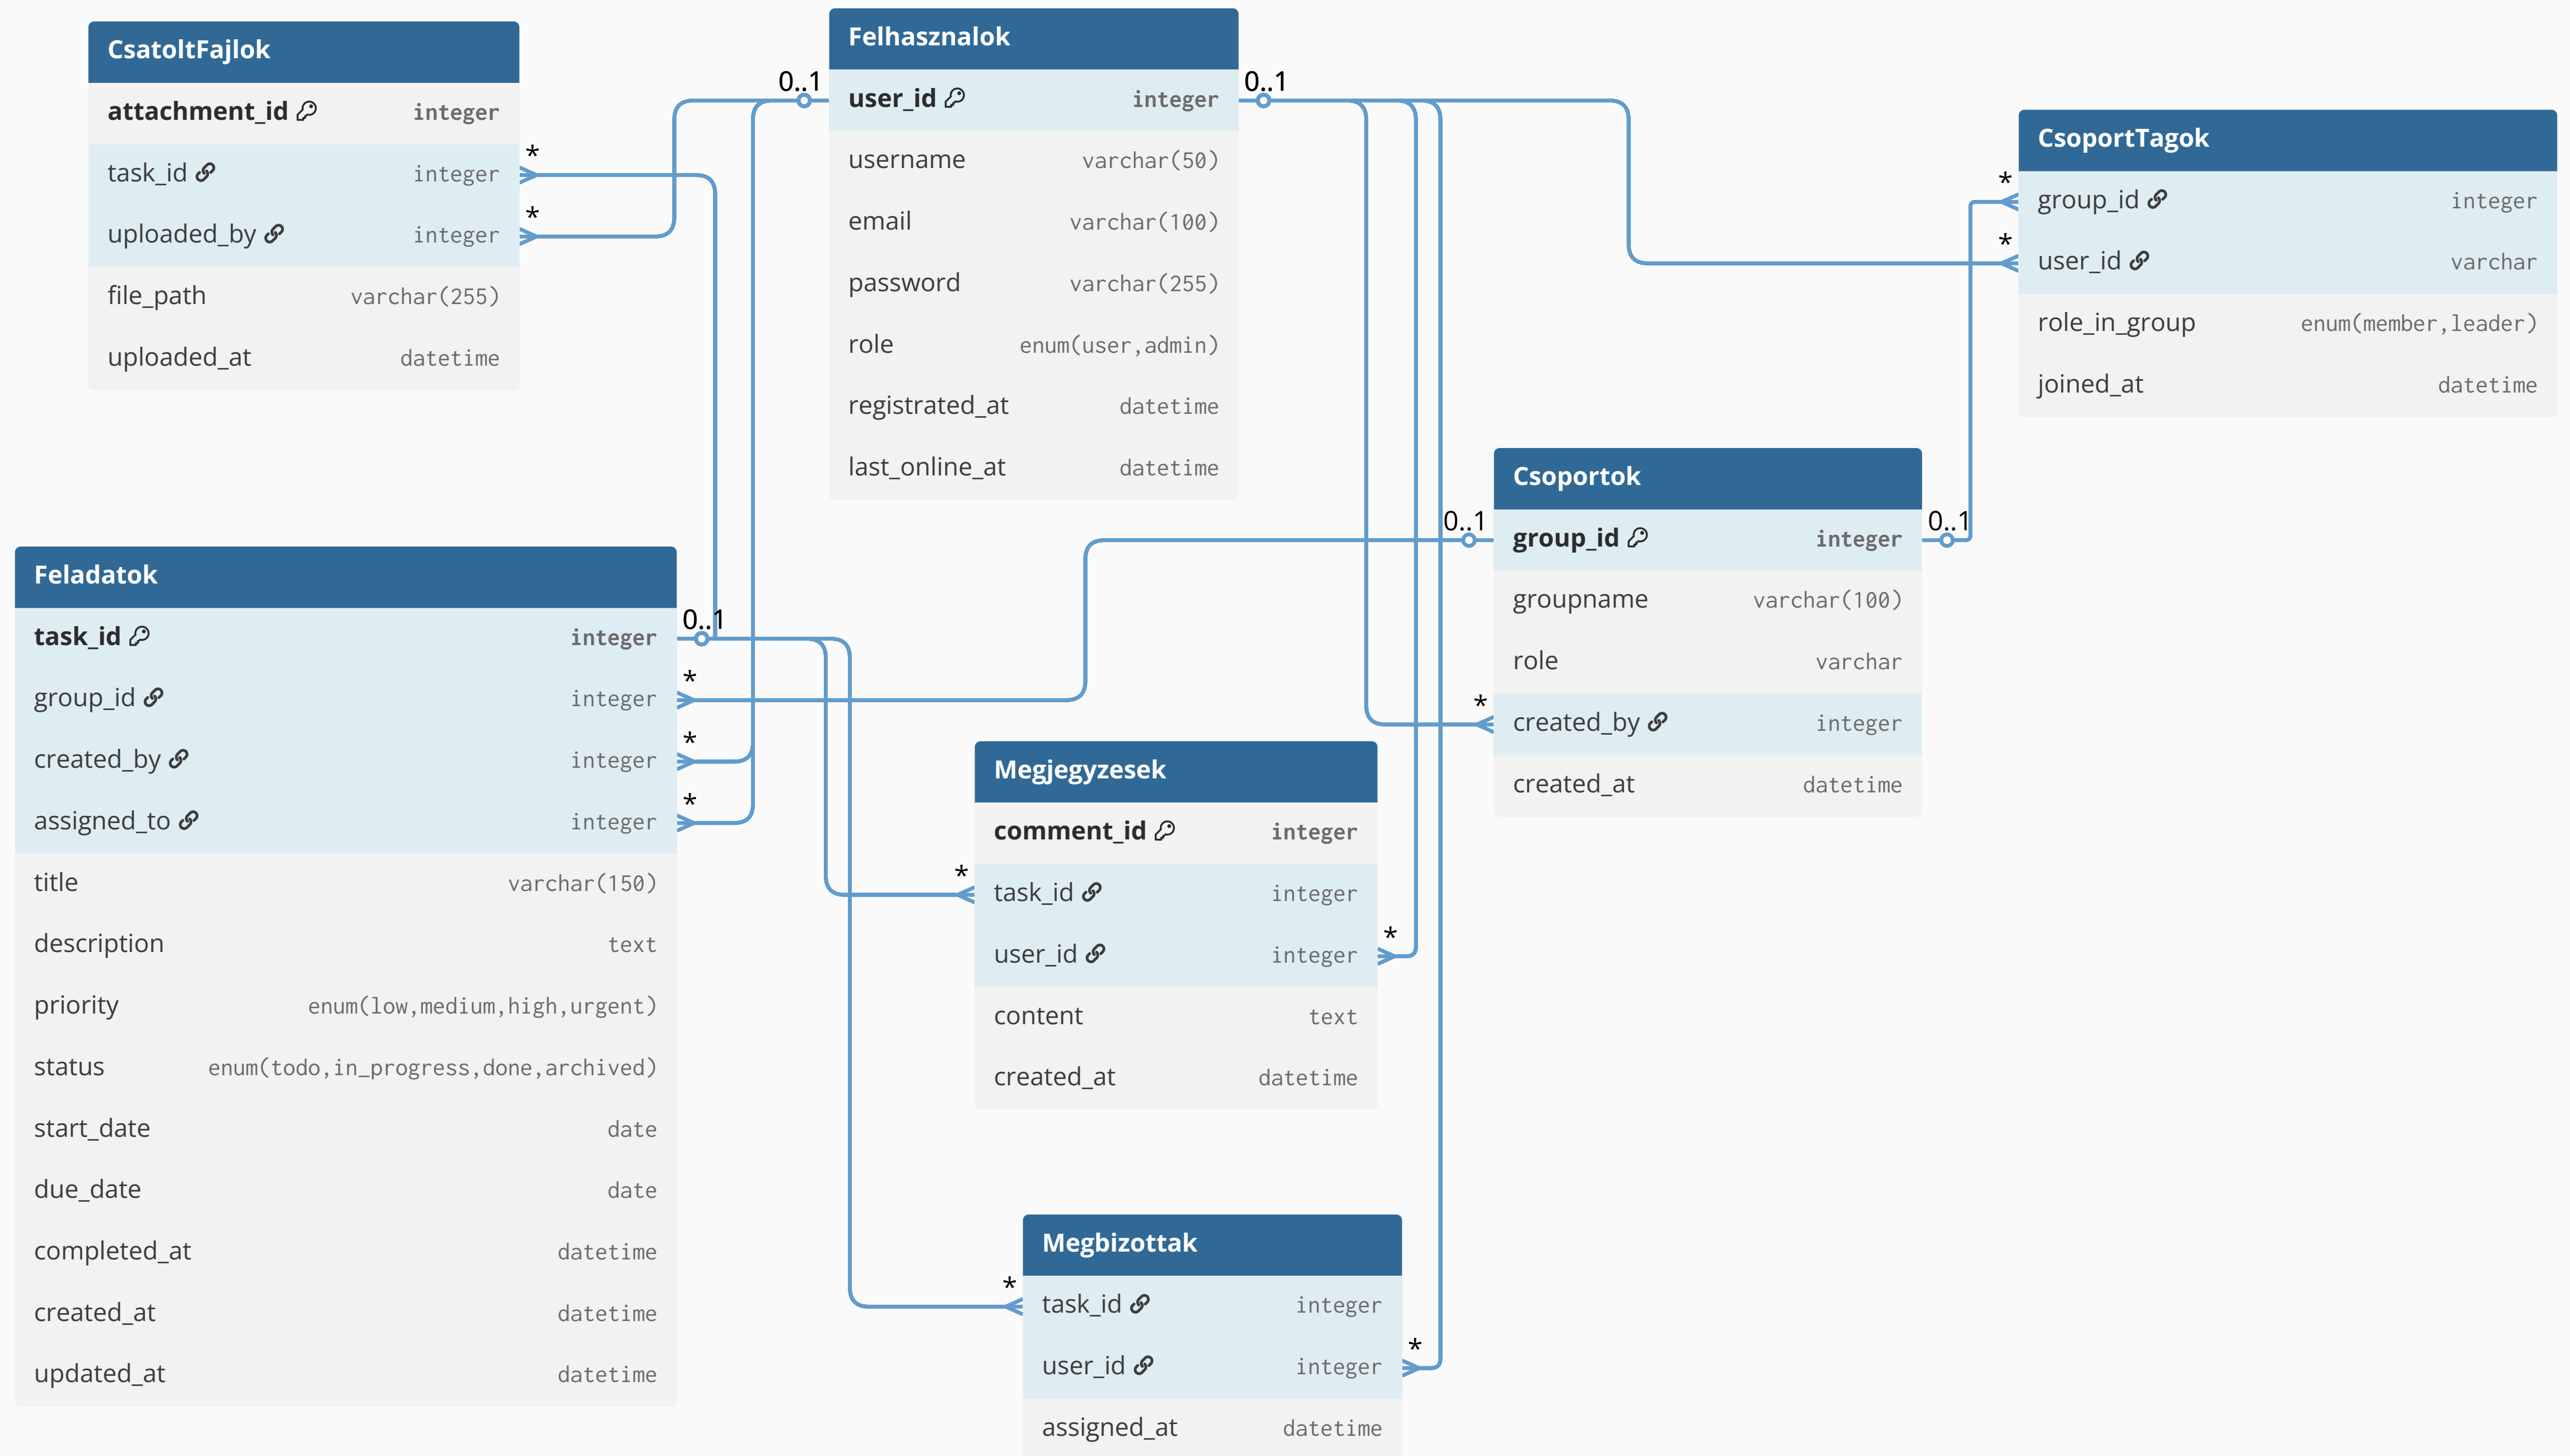 CsatoltFajlok
attachment_id integer
task_id integer
uploaded_by integer
file_path varchar(255)
uploaded_at datetime
*
*
Felhasznalok
0..1
0..1
user_id integer
username varchar(50)
email varchar(100)
password varchar(255)
role enum(user,admin)
registrated_at datetime
last_online_at datetime
CsoportTagok
*
group_id integer
*
user_id varchar
role_in_group enum(member,leader)
joined_at datetime
Csoportok
0..1
0..1
group_id integer
groupname varchar(100)
role varchar
*
created_by integer
created_at datetime
Feladatok
0..1
task_id integer
*
group_id integer
*
created_by integer
*
assigned_to integer
title varchar(150)
description text
priority enum(low,medium,high,urgent)
status enum(todo,in_progress,done,archived)
start_date date
due_date date
completed_at datetime
created_at datetime
updated_at datetime
Megjegyzesek
comment_id integer
*
task_id integer
*
user_id integer
content text
created_at datetime
Megbizottak
*
task_id integer
*
user_id integer
assigned_at datetime